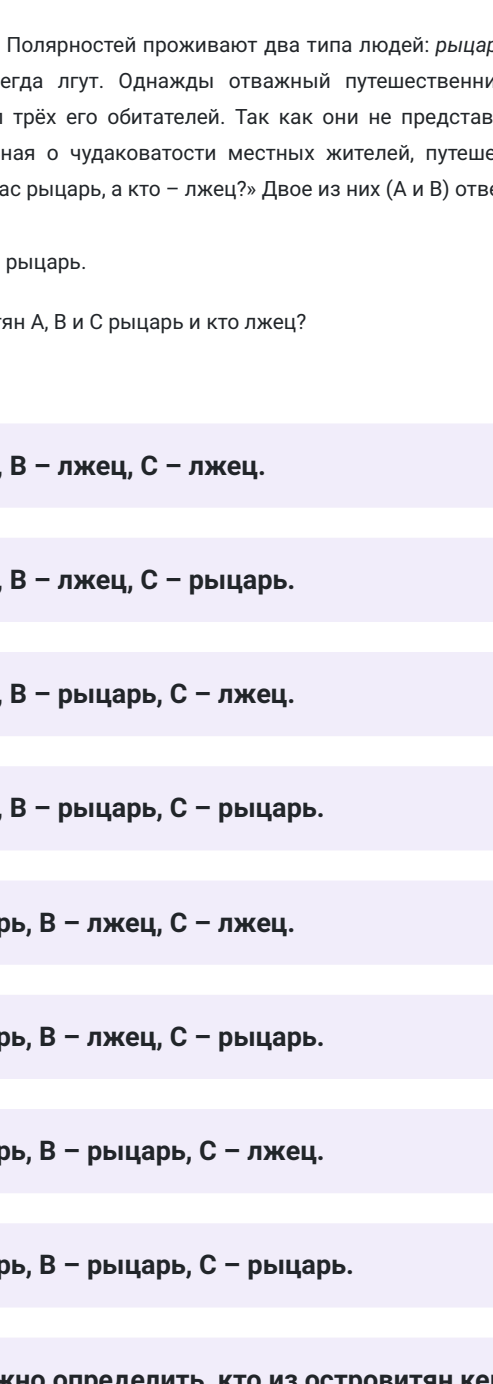 Полярностей проживают два типа людей: рыцар
егда лгут. Однажды отважный путешественни
и трёх его обитателей. Так как они не представ
ная о чудаковатости местных жителей, путеше
ас рыцарь, а кто – лжец?» Двое из них (А и В) отве
рыцарь.
тян А, В и С рыцарь и кто лжец?
, В – лжец, С – лжец.
, В – лжец, С – рыцарь.
, В – рыцарь, С – лжец.
, В – рыцарь, С – рыцарь.
рь, В – лжец, С – лжец.
рь, В – лжец, С – рыцарь.
рь, В – рыцарь, С – лжец.
рь, В – рыцарь, С – рыцарь.
жно определить, кто из островитян ке